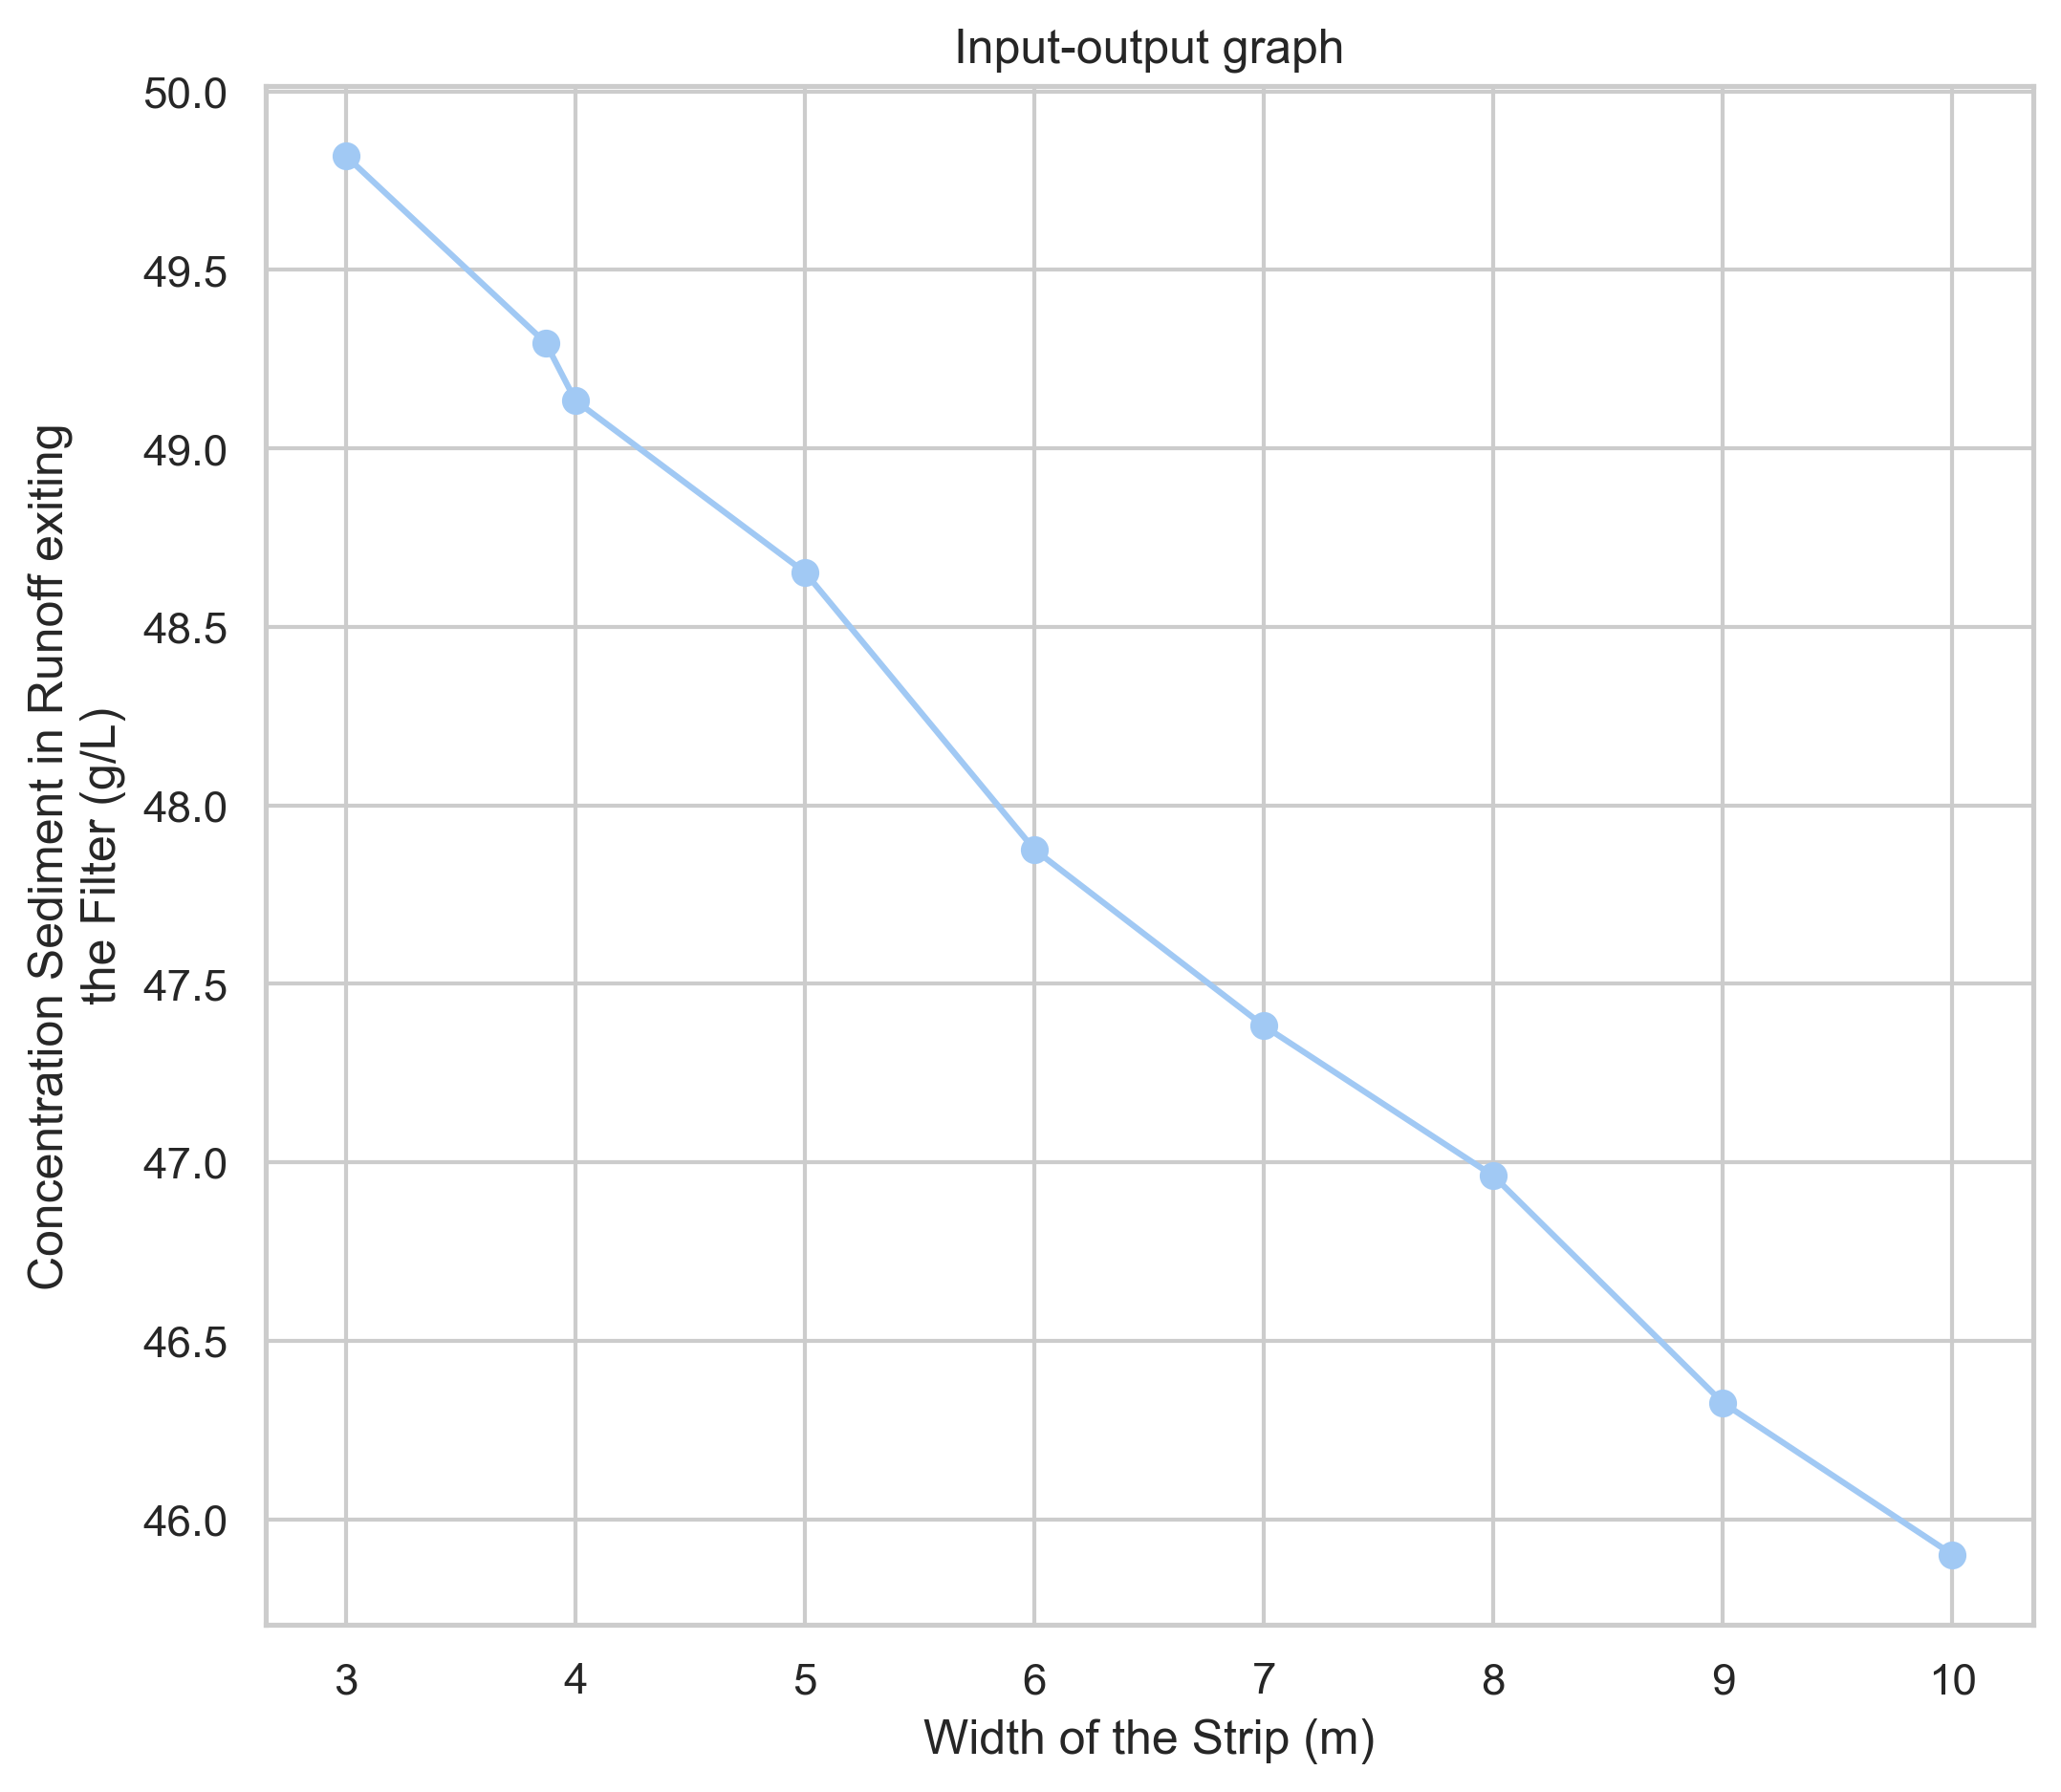 Input-output graph
50.0
49.5
49.0
48.5
48.0
47.5
47.0
46.5
46.0
Concentration Sediment in Runoff exiting
the Filter (g/L)
3 4 5 6 7 8 9 10
Width of the Strip (m)